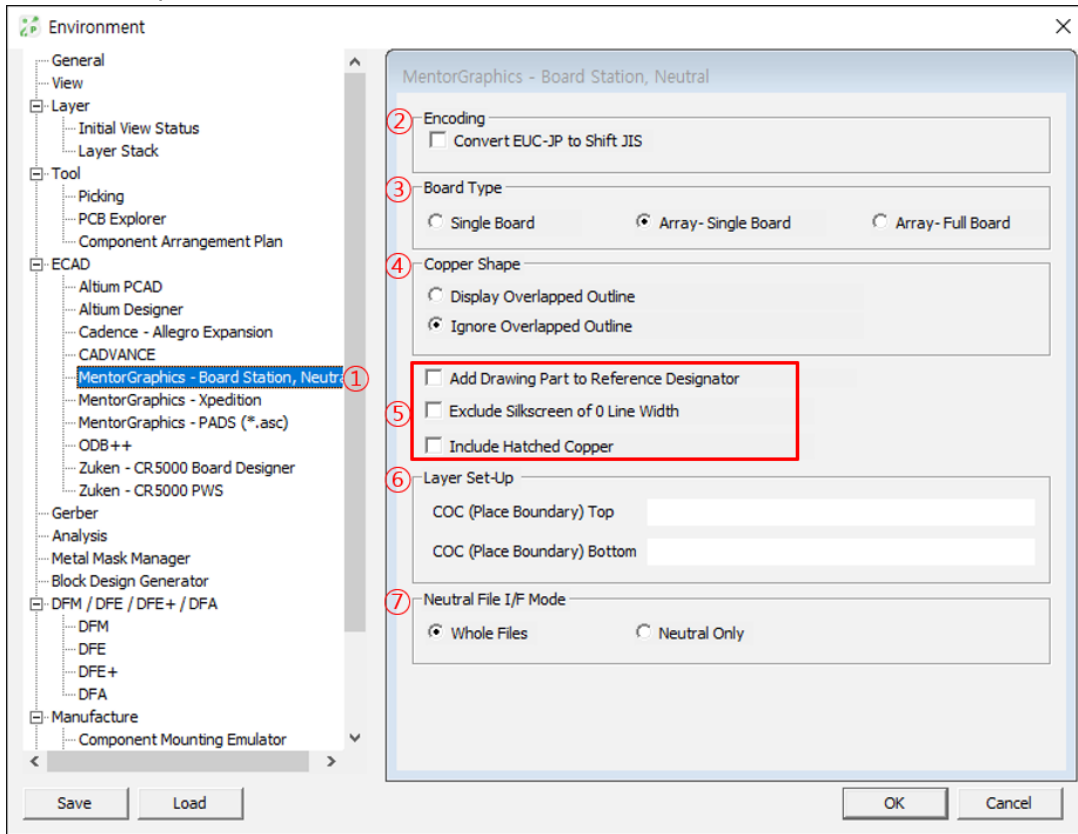 Environment
General
View
Layer
Initial View Status
Layer Stack
Tool
Picking
PCB Explorer
Component Arrangement Plan
ECAD
Altium PCAD
Altium Designer
Cadence - Allegro Expansion
CADVANCE
MentorGraphics - Board Station, Neutr
①
MentorGraphics - Xpedition
MentorGraphics - PADS (*.asc)
ODB++
Zuken - CR5000 Board Designer
Zuken - CR5000 PWS
Gerber
Analysis
Metal Mask Manager
Block Design Generator
DFM / DFE / DFE+ / DFA
DFM
DFE
DFE+
DFA
Manufacture
Component Mounting Emulator
Save Load
MentorGraphics - Board Station, Neutral
② Encoding
Convert EUC-JP to Shift JIS
③ Board Type
Single Board Array- Single Board Array- Full Board
④ Copper Shape
Display Overlapped Outline
Ignore Overlapped Outline
Add Drawing Part to Reference Designator
⑤ Exclude Silkscreen of 0 Line Width
Include Hatched Copper
⑥ Layer Set-Up
COC (Place Boundary) Top
COC (Place Boundary) Bottom
⑦ Neutral File I/F Mode
Whole Files Neutral Only
OK Cancel